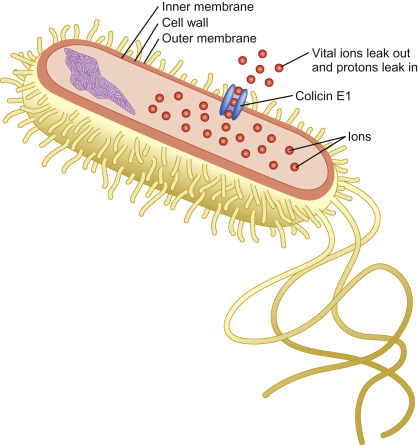 Inner membrane
Cell wall
Outer membrane
Vital ions leak out
and protons leak in
Colicin E1
Ions